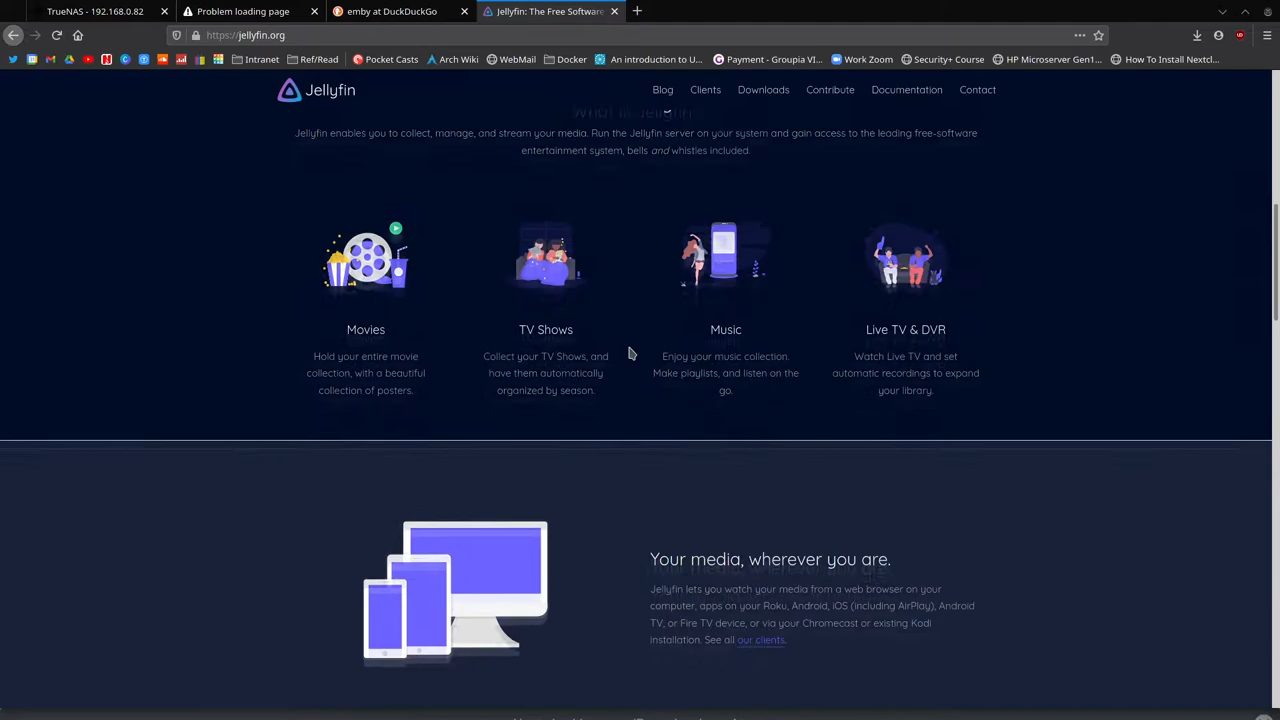 TrueNAS - 192.168.0.82
Problem loading page
emby at DuckDuckGo
Jellyfin: The Free Software
https://jellyfin.org
Intranet
Ref/Read
Pocket Casts
Arch Wiki
WebMail
Docker
An introduction to U...
Payment - Groupia VI...
Work Zoom
Security+ Course
HP Microserver Gen1...
How To Install Nextcl...
Jellyfin
Blog
Clients
Downloads
Contribute
Documentation
Contact
Jellyfin enables you to collect, manage, and stream your media. Run the Jellyfin server on your system and gain access to the leading free-software
entertainment system, bells and whistles included.
Movies
Hold your entire movie
collection, with a beautiful
collection of posters.
TV Shows
Collect your TV Shows, and
have them automatically
organized by season.
Music
Enjoy your music collection.
Make playlists, and listen on the
go.
Live TV & DVR
Watch Live TV and set
automatic recordings to expand
your library.
Your media, wherever you are.
Jellyfin lets you watch your media from a web browser on your
computer, apps on your Roku, Android, iOS (including AirPlay), Android
TV, or Fire TV device, or via your Chromecast or existing Kodi
installation. See all our clients.